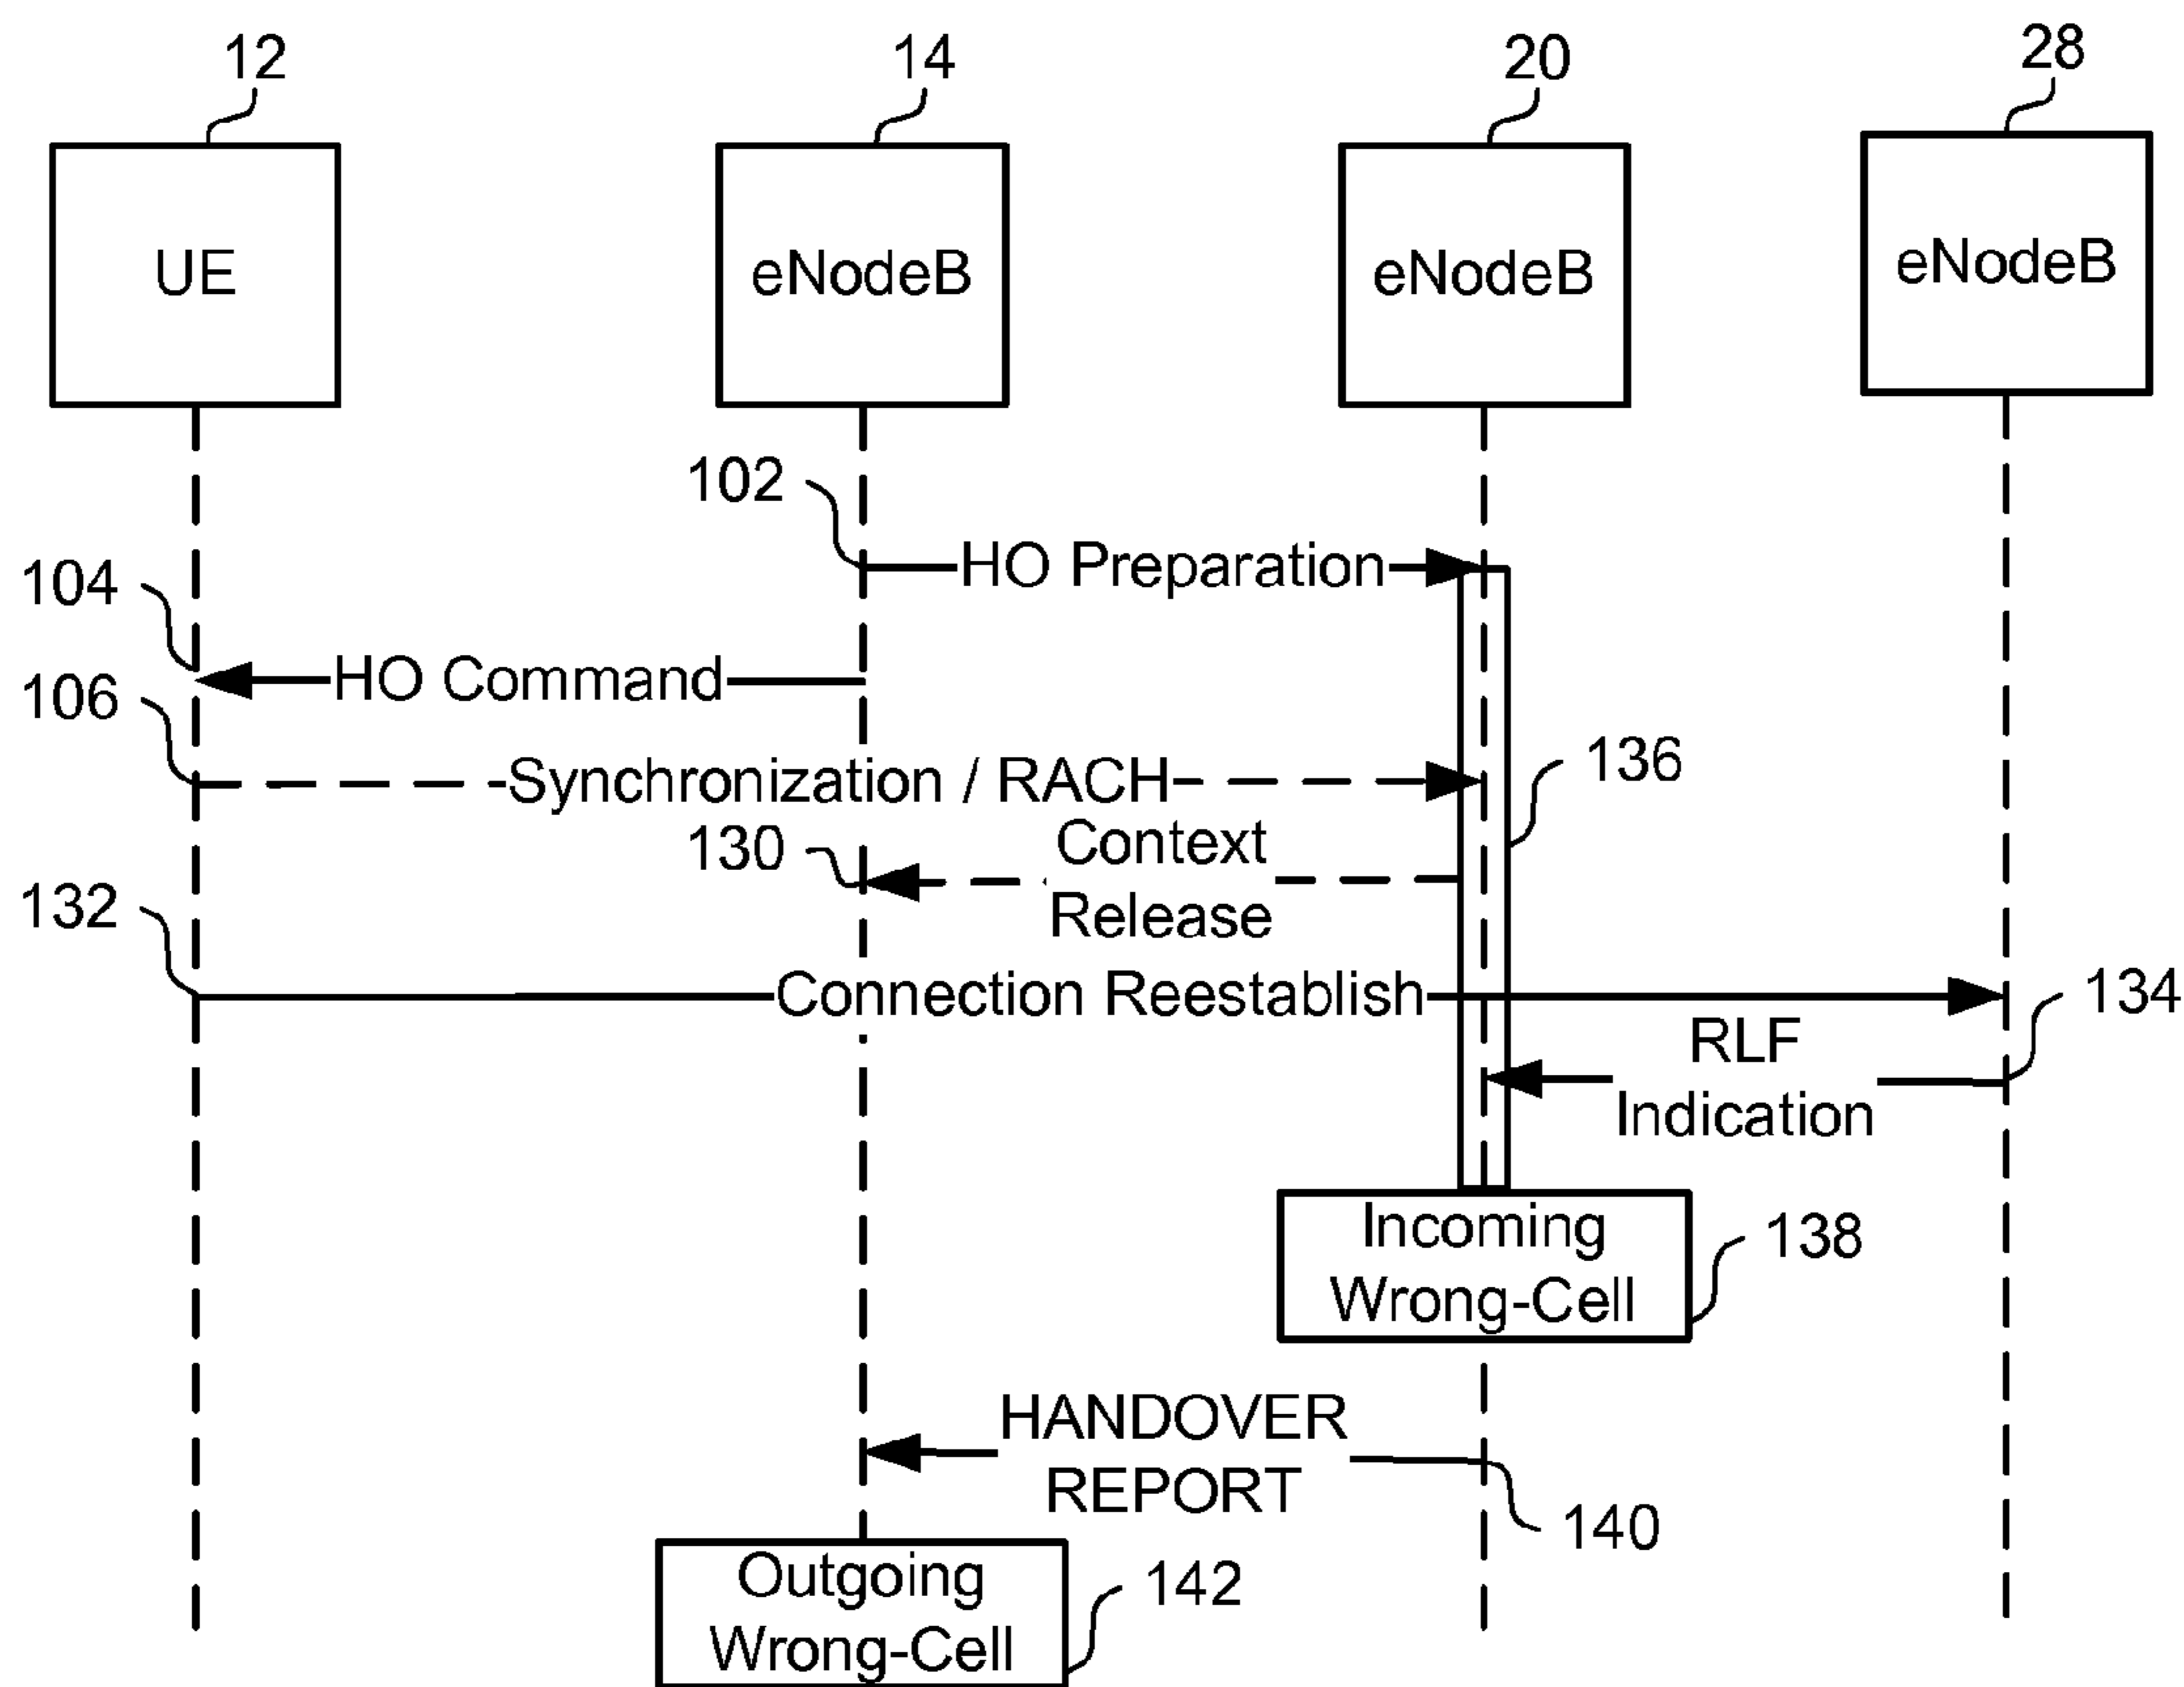 12
14
20
28
UE
eNodeB
eNodeB
eNodeB
102
HO Preparation
104
HO Command
106
Synchronization / RACH
136
130
Context
Release
132
Connection Reestablish
134
RLF
Indication
Incoming
Wrong-Cell
138
HANDOVER
REPORT
140
Outgoing
Wrong-Cell
142